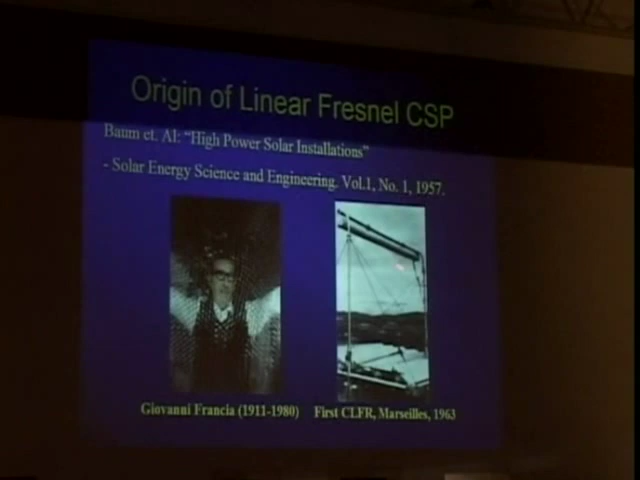 Origin of Linear Fresnel CSP
Baum et. Al: “High Power Solar Installations”
- Solar Energy Science and Engineering. Vol.1, No. 1, 1957.
Giovanni Francia (1911-1980)
First CLFR, Marseilles, 1963